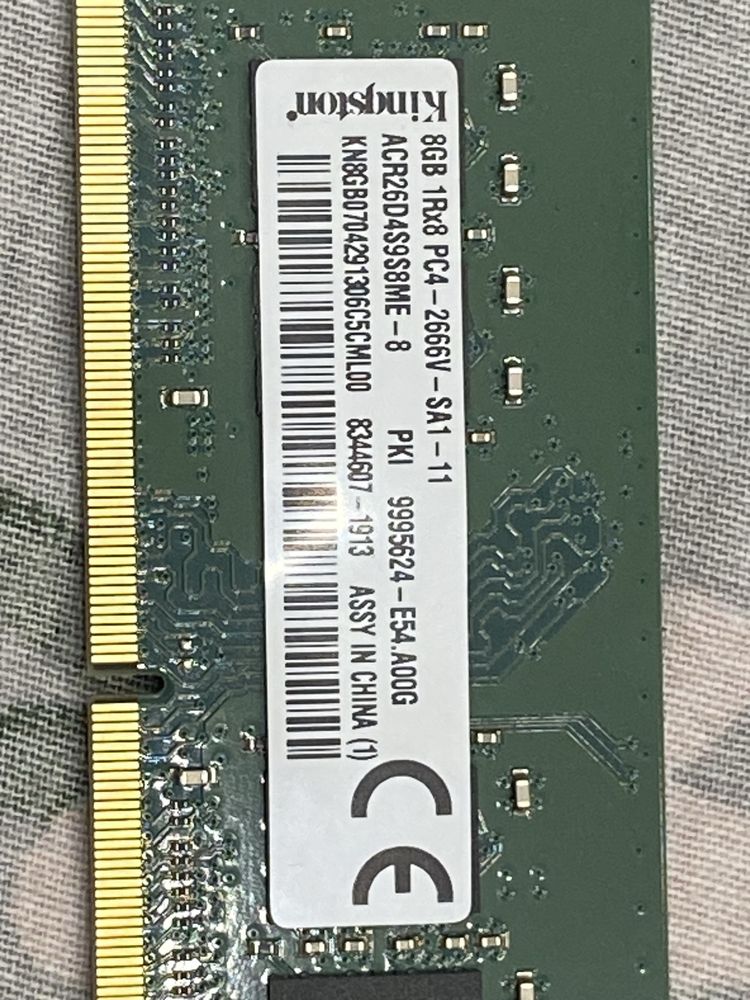 Kingston
8GB 1Rx8 PC4-2666V-SA1-11
ACR26D4S9S8ME-8 PKI 9995624-E54.A00G
KN8GB0704291306C5CML00 8344607-1913 ASSY IN CHINA (1)
CE